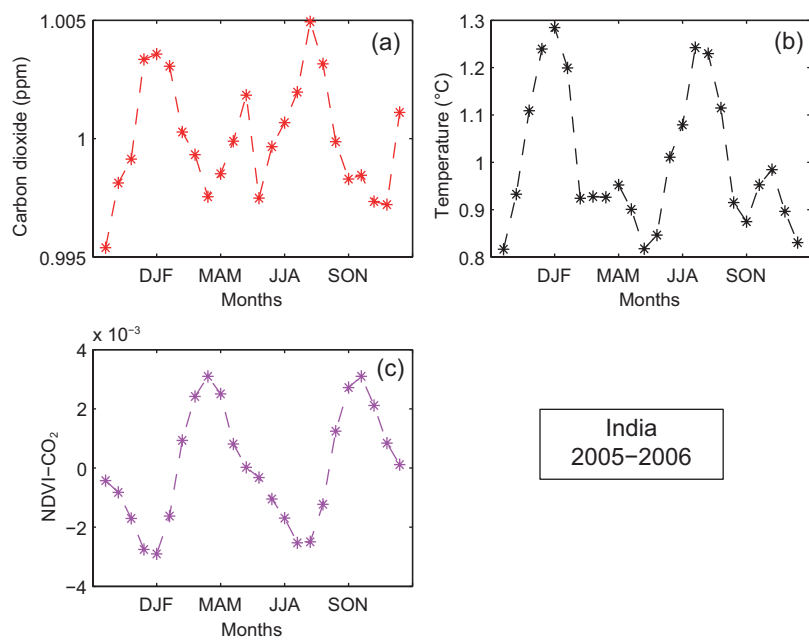 1.005
1
0.995
Carbon dioxide (ppm)
(a)
DJF MAM JJA SON
Months
1.3
1.2
1.1
1
0.9
0.8
Temperature (°C)
(b)
DJF MAM JJA SON
Months
x 10⁻³
4
2
0
−2
−4
NDVI−CO₂
(c)
DJF MAM JJA SON
Months
India
2005−2006